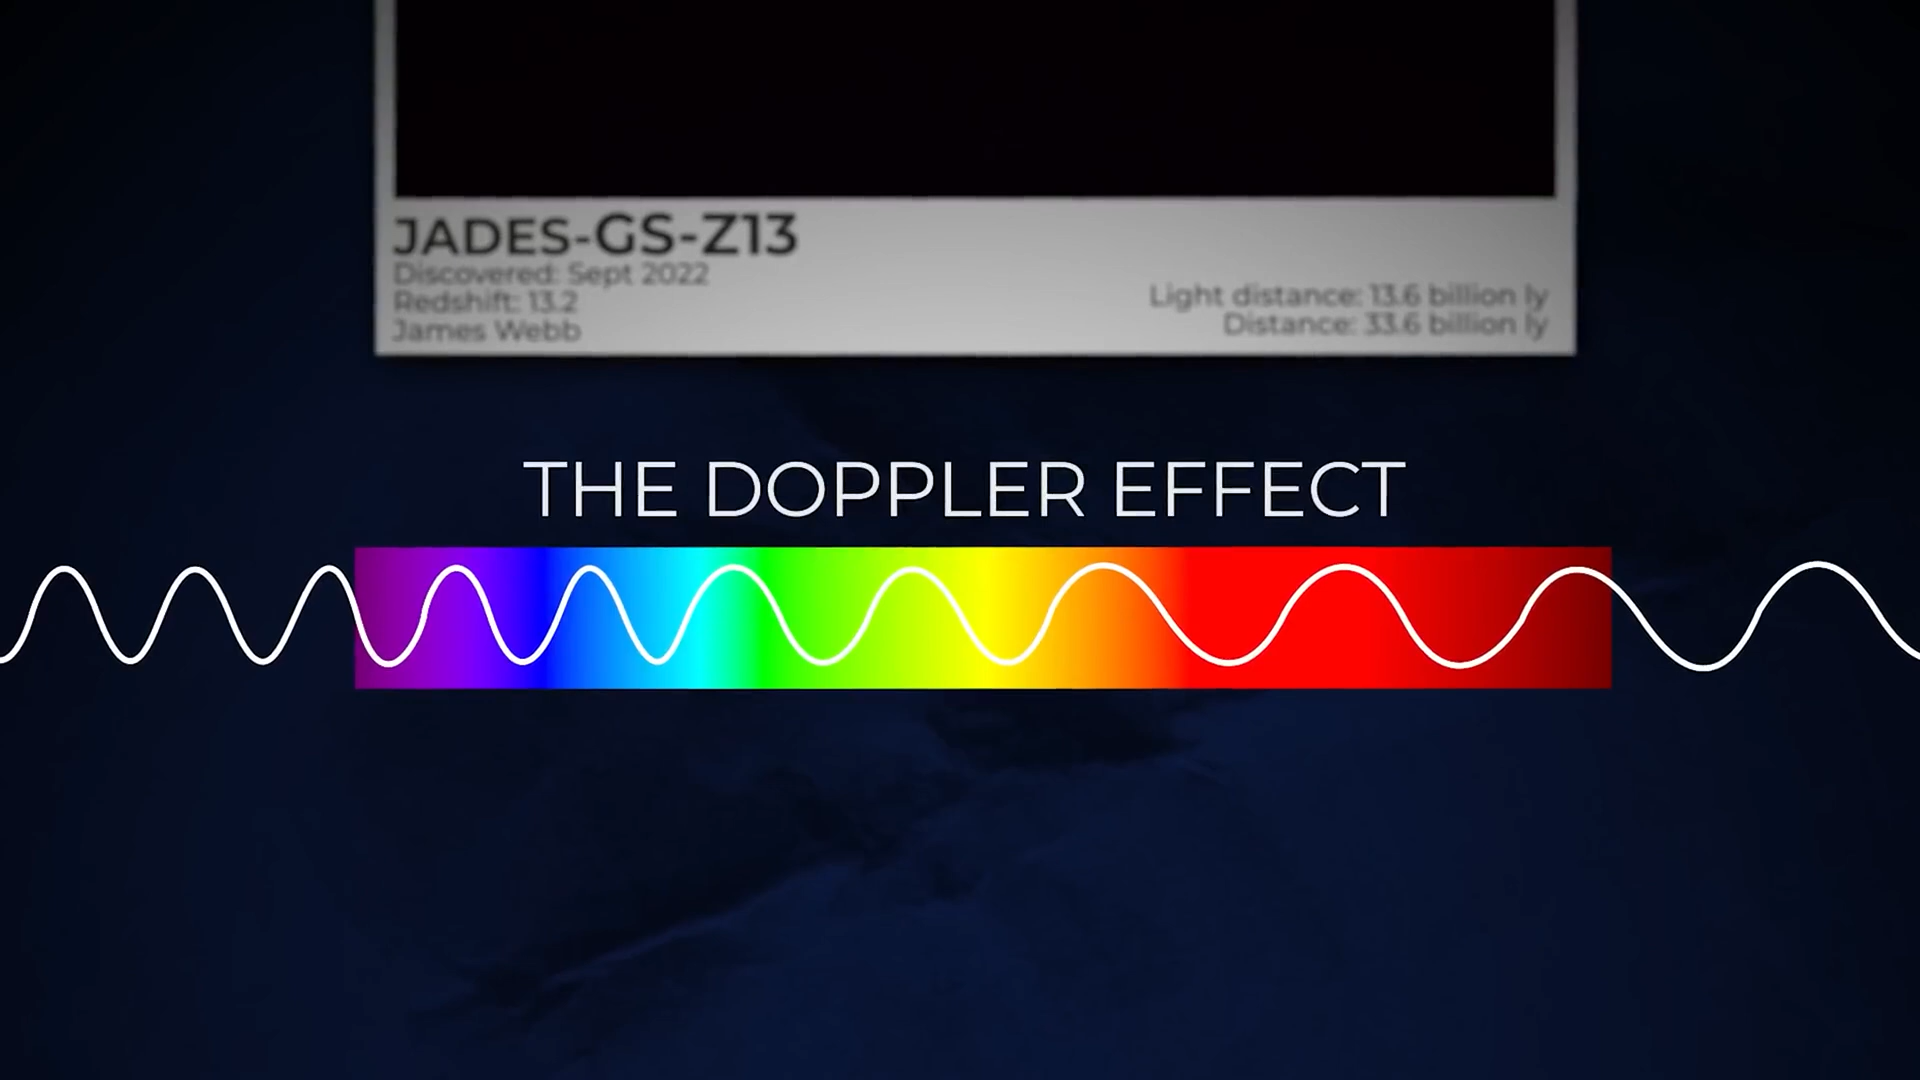 JADES-GS-Z13
Discovered: Sept 2022
Redshift: 13.2
James Webb
Light distance: 13.6 billion ly
Distance: 33.6 billion ly
THE DOPPLER EFFECT